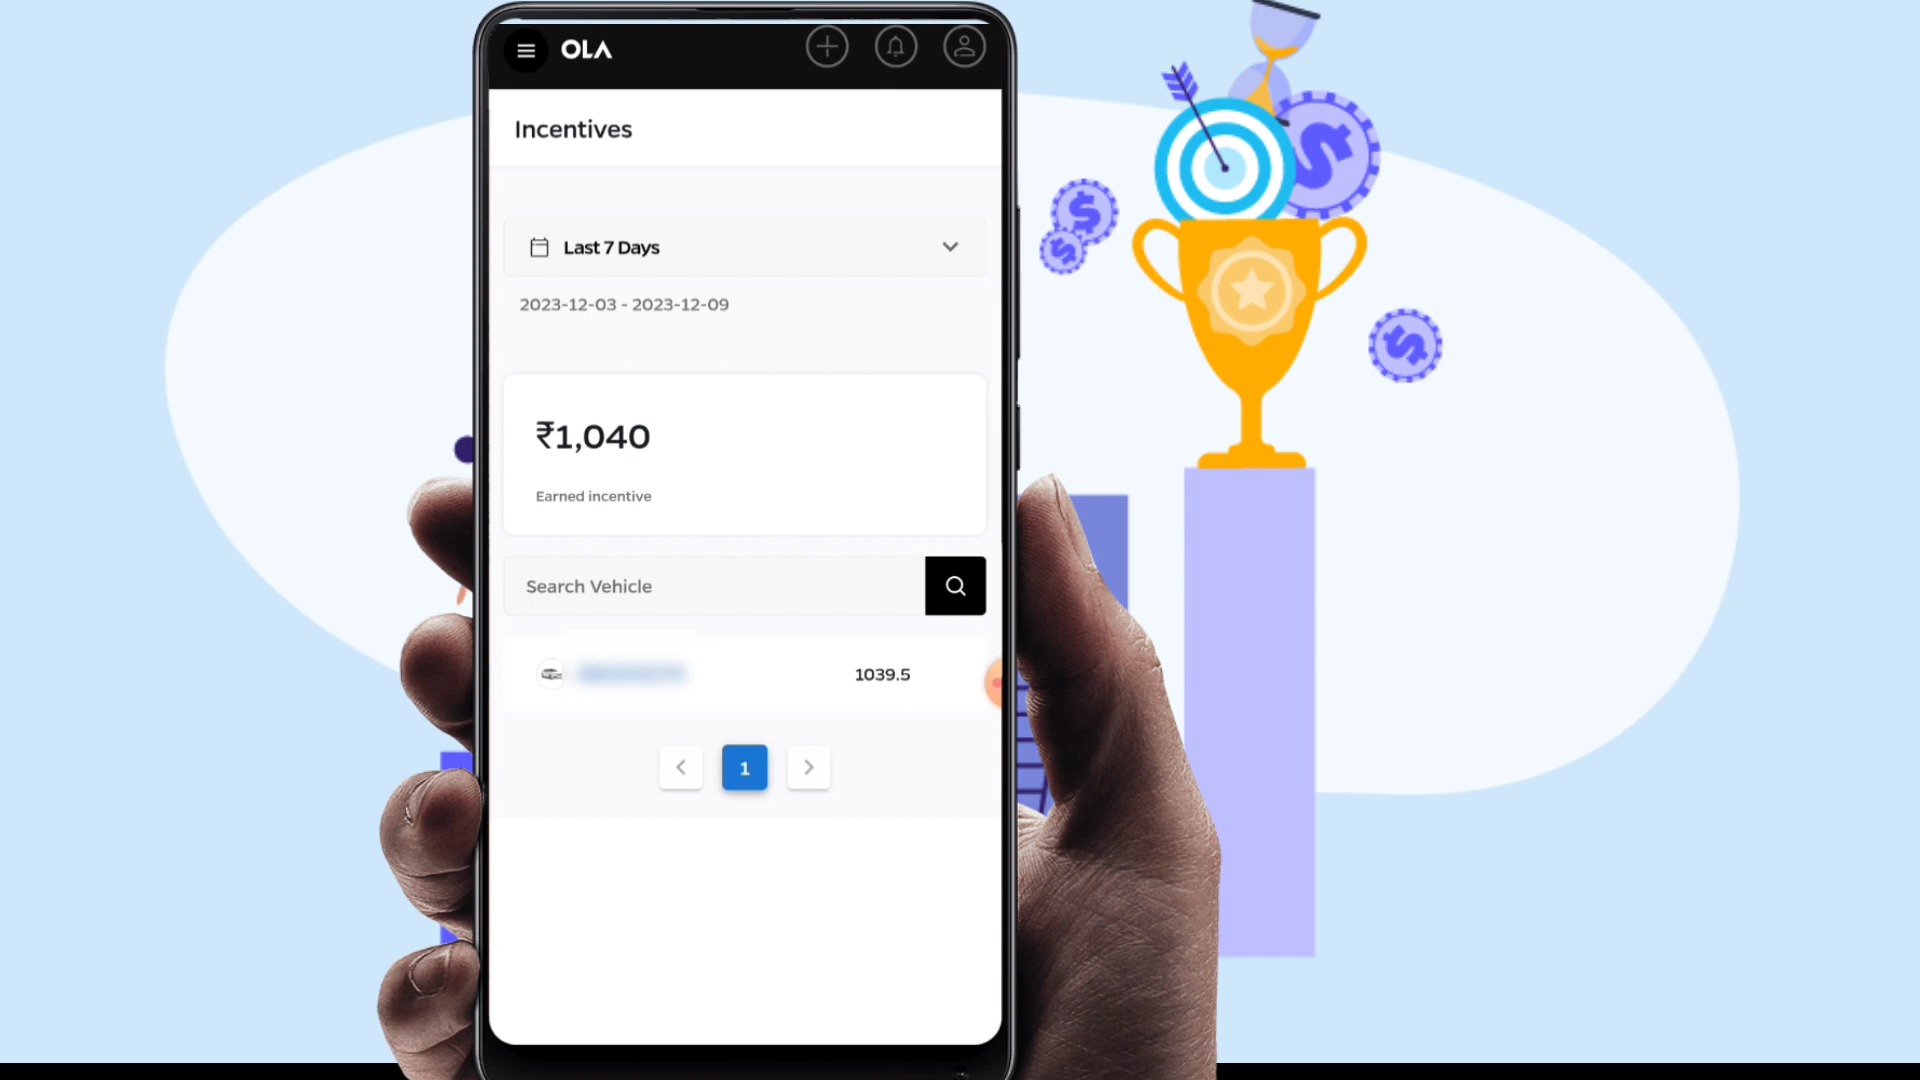 OLA
Incentives
Last 7 Days
2023-12-03 - 2023-12-09
₹1,040
Earned incentive
Search Vehicle
1039.5
1